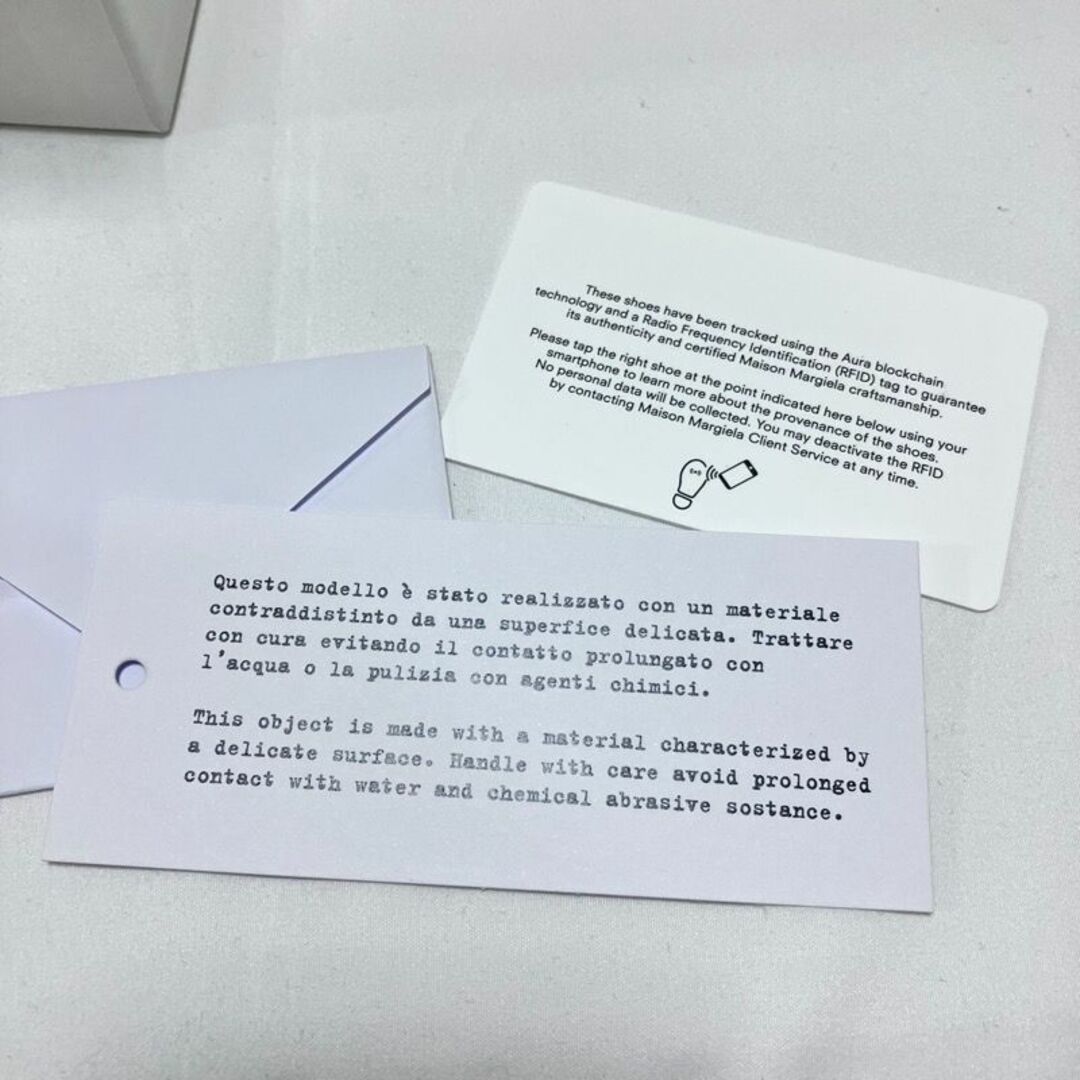 These shoes have been tracked using the Aura blockchain
technology and a Radio Frequency Identification (RFID) tag to guarantee
its authenticity and certified Maison Margiela craftsmanship.
Please tap the right shoe at the point indicated here below using your
smartphone to learn more about the provenance of the shoes.
No personal data will be collected. You may deactivate the RFID
by contacting Maison Margiela Client Service at any time.
Questo modello è stato realizzato con un materiale
contraddistinto da una superfice delicata. Trattare
con cura evitando il contatto prolungato con
l'acqua o la pulizia con agenti chimici.
This object is made with a material characterized by
a delicate surface. Handle with care avoid prolonged
contact with water and chemical abrasive sostance.